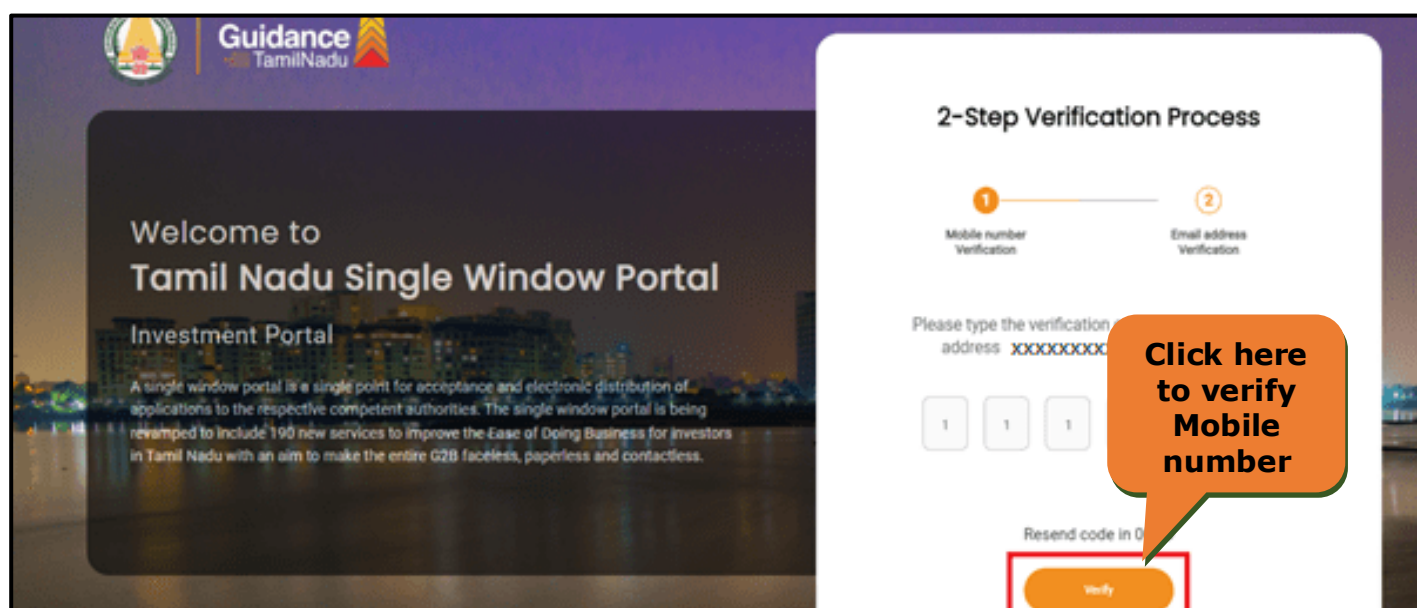 Guidance
TamilNadu
Welcome to
Tamil Nadu Single Window Portal
Investment Portal
A single window portal is a single point for acceptance and electronic distribution of
applications to the respective competent authorities. The single window portal is being
revamped to include 190 new services to improve the Ease of Doing Business for investors
in Tamil Nadu with an aim to make the entire G2B faceless, paperless and contactless.
2-Step Verification Process
1
2
Mobile number
Verification
Email address
Verification
Please type the verification
address XXXXXXXX
1 1 1
Resend code in 0
Verify
Click here
to verify
Mobile
number